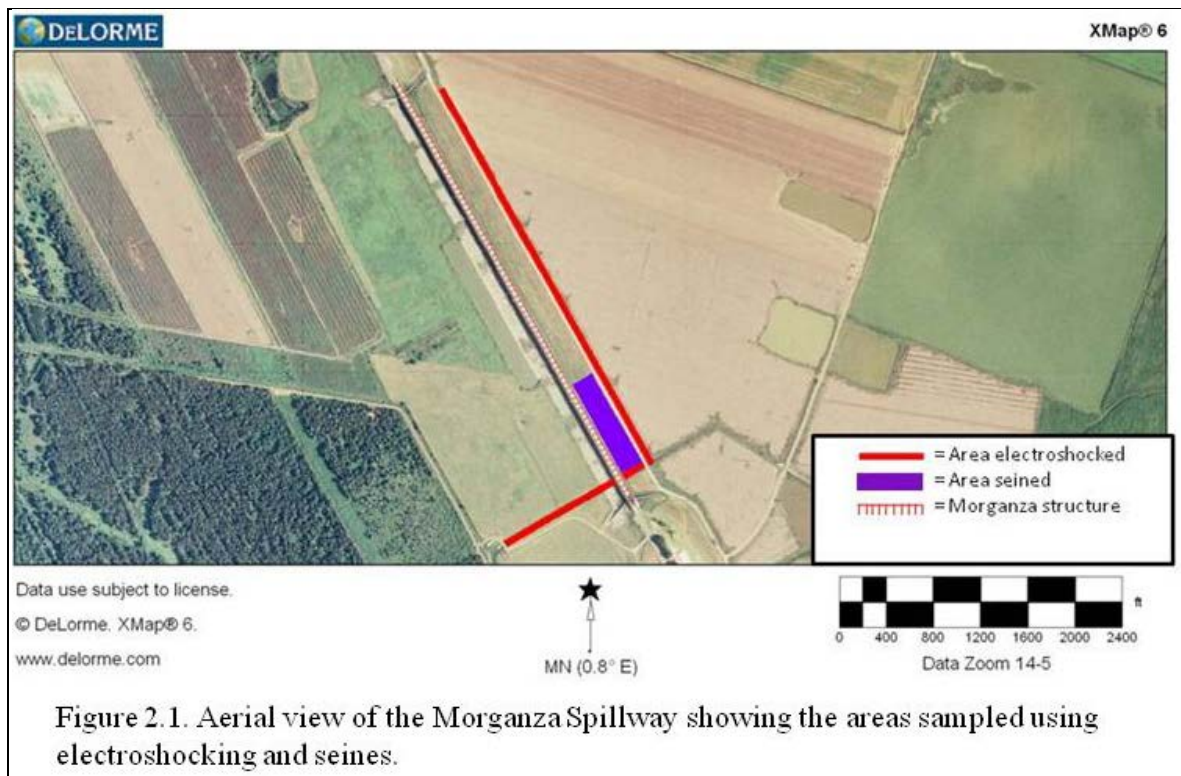 DELORME
XMap® 6
= Area electroshocked
= Area seined
= Morganza structure
Data use subject to license.
© DeLorme. XMap® 6.
www.delorme.com
MN (0.8° E)
ft
0 400 800 1200 1600 2000 2400
Data Zoom 14-5
Figure 2.1. Aerial view of the Morganza Spillway showing the areas sampled using
electroshocking and seines.